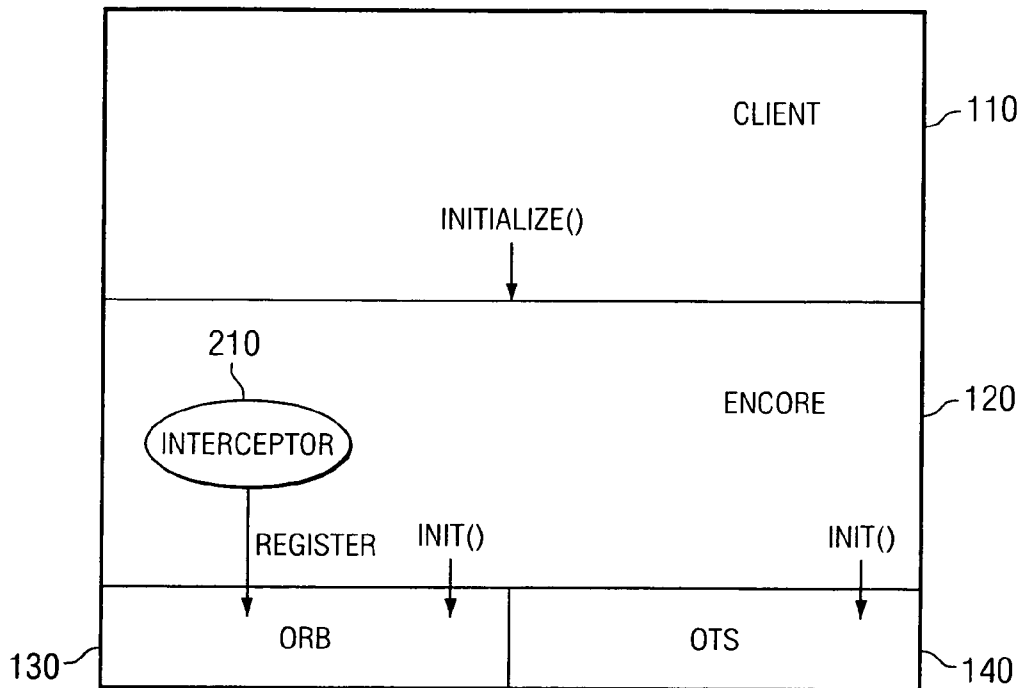 CLIENT
110
INITIALIZE()
210
ENCORE
120
INTERCEPTOR
REGISTER
INIT()
INIT()
ORB
OTS
130
140